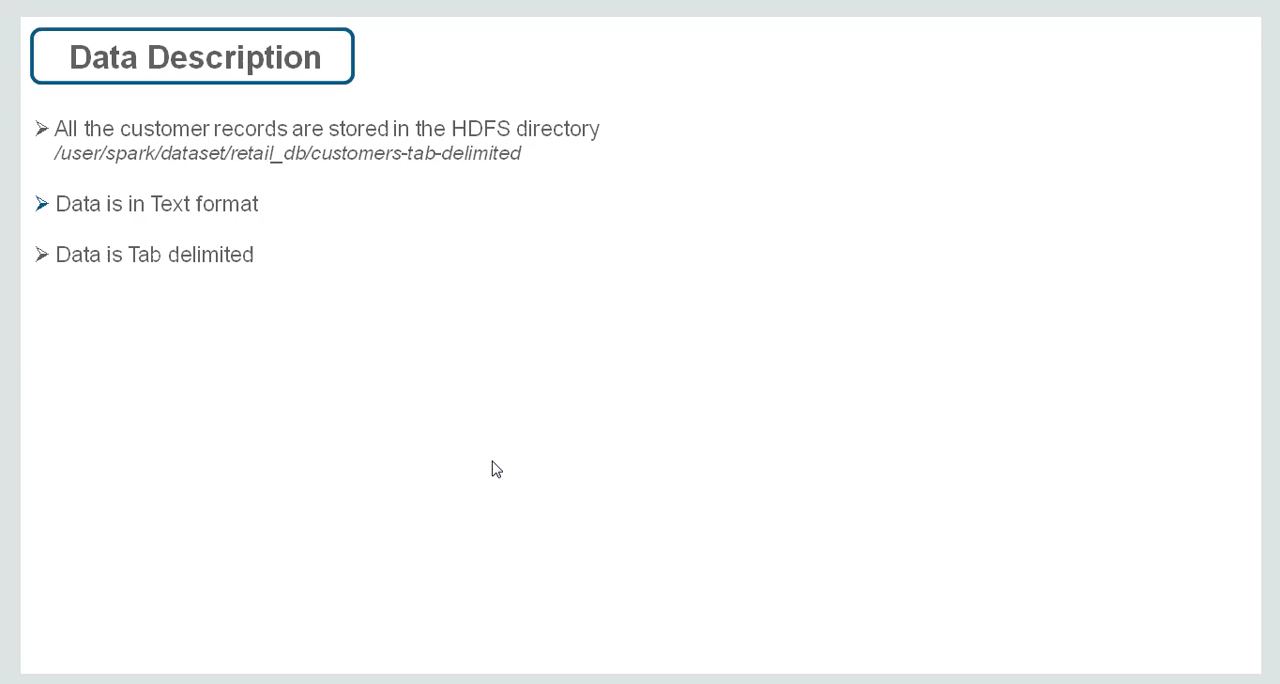 Data Description
All the customer records are stored in the HDFS directory
/user/spark/dataset/retail_db/customers-tab-delimited
Data is in Text format
Data is Tab delimited